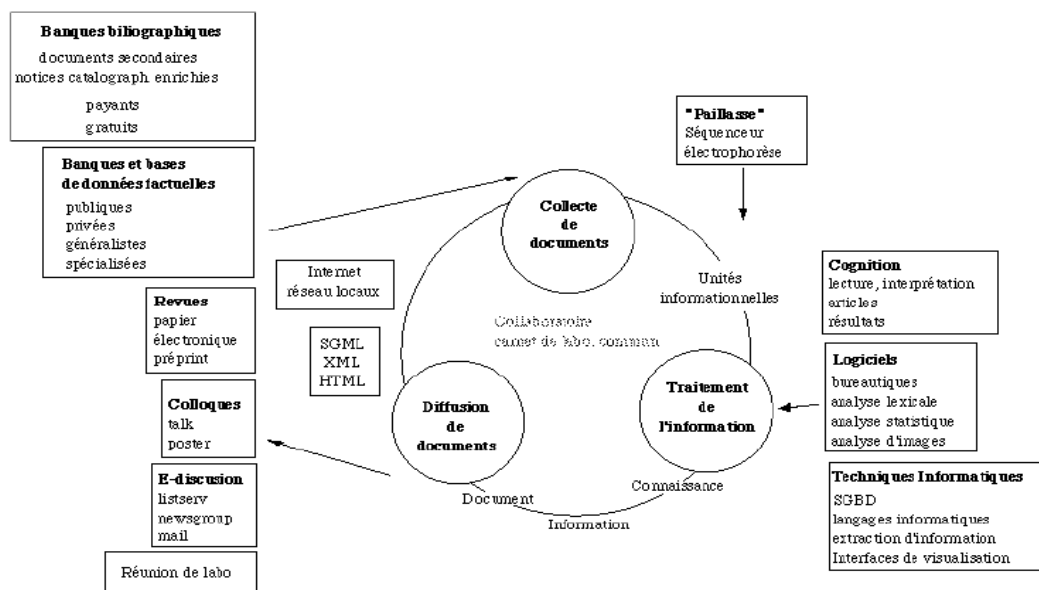 Banques biliographiques
documents secondaires
notices catalograph. enrichies
payants
gratuits
Banques et bases
de données factuelles
publiques
privées
généralistes
spécialisées
Revues
papier
électronique
préprint
Colloques
talk
poster
E-discusion
listserv
newsgroup
mail
Réunion de labo
Internet
réseau locaux
SGML
XML
HTML
"Paillasse"
Séquenceur
électrophorèse
Collecte
de
documents
Unités
informationnelles
Collaboratoire
carnet de labo. commun
Diffusion
de
documents
Traitement
de
l'information
Document
Information
Connaissance
Cognition
lecture, interprétation
articles
résultats
Logiciels
bureautiques
analyse lexicale
analyse statistique
analyse d'images
Techniques Informatiques
SGBD
langages informatiques
extraction d'information
Interfaces de visualisation